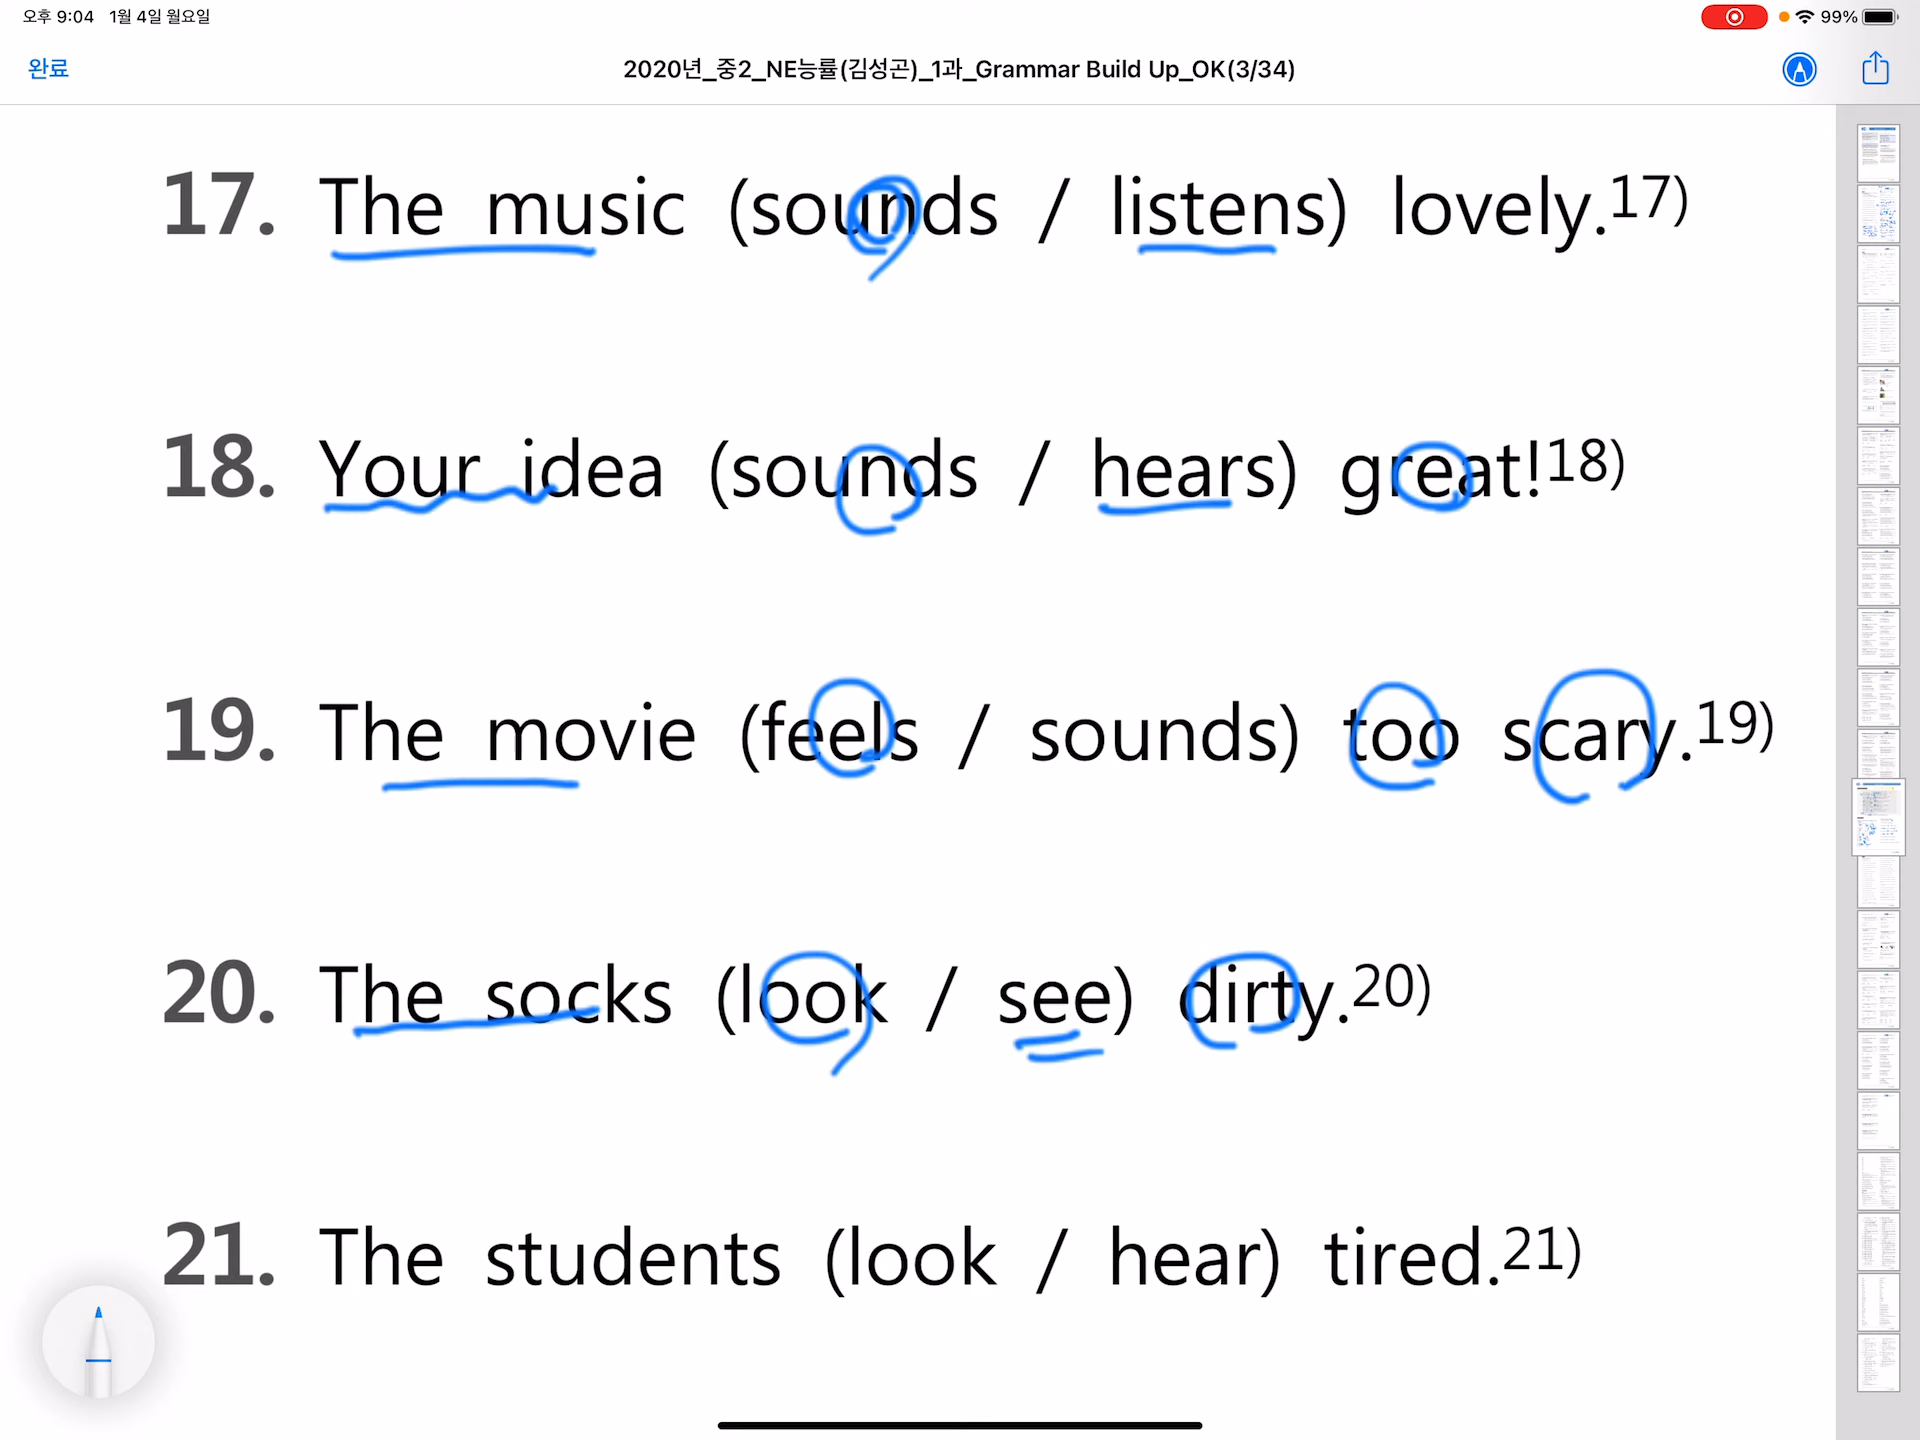 오후 9:04 1월 4일 월요일 99%
완료 2020년_중2_NE능률(김성곤)_1과_Grammar Build Up_OK(3/34)
17. The music (sounds / listens) lovely.17)
18. Your idea (sounds / hears) great!18)
19. The movie (feels / sounds) too scary.19)
20. The socks (look / see) dirty.20)
21. The students (look / hear) tired.21)